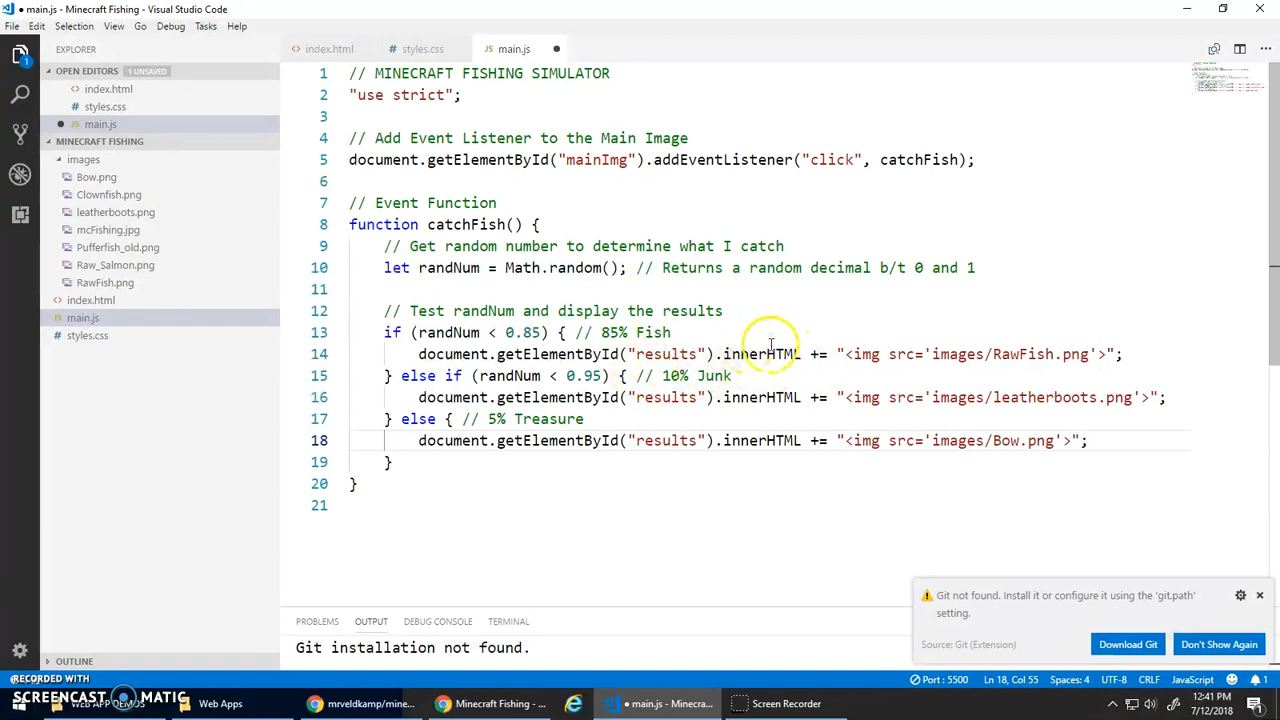 ● main.js - Minecraft Fishing - Visual Studio Code
File Edit Selection View Go Debug Tasks Help
EXPLORER
OPEN EDITORS 1 UNSAVED
index.html
styles.css
● main.js
MINECRAFT FISHING
images
Bow.png
Clownfish.png
leatherboots.png
mcFishing.jpg
Pufferfish_old.png
Raw_Salmon.png
RawFish.png
index.html
main.js
styles.css
OUTLINE
index.html styles.css JS main.js ●
1 // MINECRAFT FISHING SIMULATOR
2 "use strict";
3
4 // Add Event Listener to the Main Image
5 document.getElementById("mainImg").addEventListener("click", catchFish);
6
7 // Event Function
8 function catchFish() {
9 // Get random number to determine what I catch
10 let randNum = Math.random(); // Returns a random decimal b/t 0 and 1
11
12 // Test randNum and display the results
13 if (randNum < 0.85) { // 85% Fish
14 document.getElementById("results").innerHTML += "<img src='images/RawFish.png'>";
15 } else if (randNum < 0.95) { // 10% Junk
16 document.getElementById("results").innerHTML += "<img src='images/leatherboots.png'>";
17 } else { // 5% Treasure
18 document.getElementById("results").innerHTML += "<img src='images/Bow.png'>";
19 }
20 }
21
PROBLEMS OUTPUT DEBUG CONSOLE TERMINAL
Git installation not found.
Git not found. Install it or configure it using the 'git.path'
setting.
Source: Git (Extension) Download Git Don't Show Again
Port : 5500 Ln 18, Col 55 Spaces: 4 UTF-8 CRLF JavaScript 1
RECORDED WITH
SCREENCAST MATIC
WEB APP DEMOS Web Apps mrveldkamp/mine... Minecraft Fishing - ... ● main.js - Minecra... Screen Recorder
12:41 PM
7/12/2018